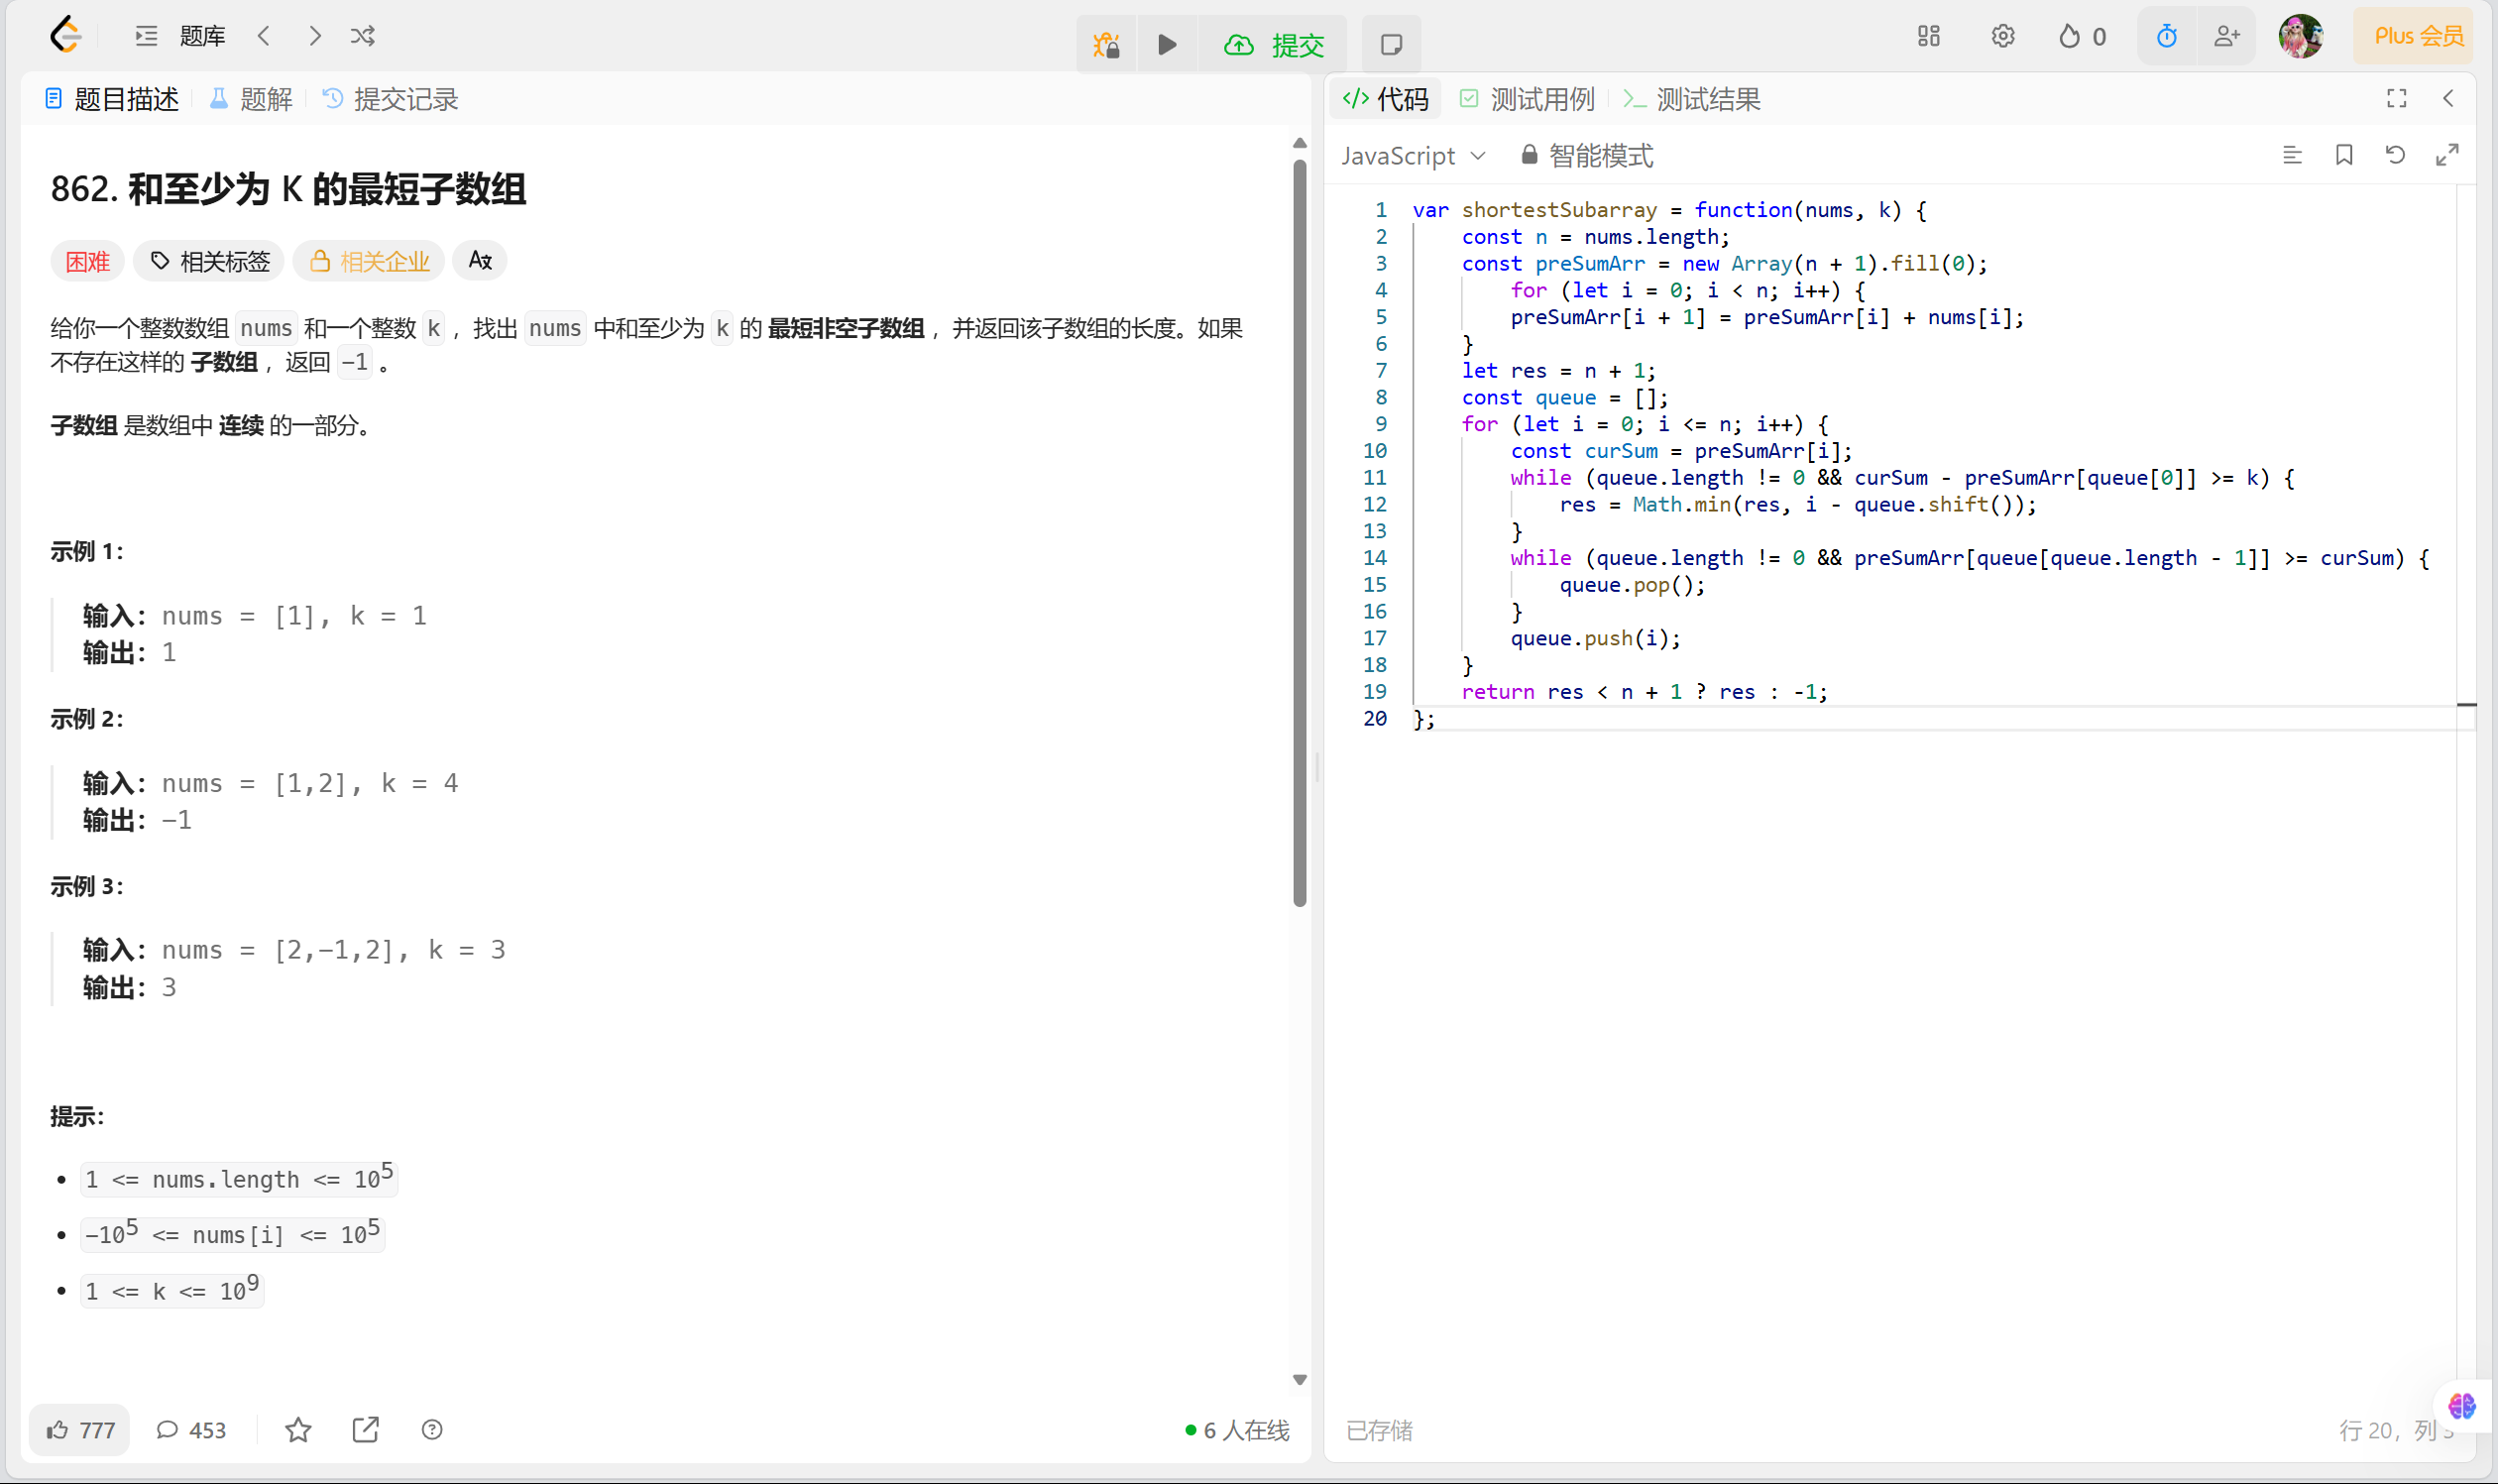 题库
提交
0
Plus 会员
题目描述
题解
提交记录
862. 和至少为 K 的最短子数组
困难
相关标签
相关企业
给你一个整数数组 nums 和一个整数 k ，找出 nums 中和至少为 k 的 最短非空子数组 ，并返回该子数组的长度。如果
不存在这样的 子数组 ，返回 -1 。
子数组 是数组中 连续 的一部分。
示例 1：
输入：nums = [1], k = 1
输出：1
示例 2：
输入：nums = [1,2], k = 4
输出：-1
示例 3：
输入：nums = [2,-1,2], k = 3
输出：3
提示：
1 <= nums.length <= 10^5
-10^5 <= nums[i] <= 10^5
1 <= k <= 10^9
777
453
6 人在线
代码
测试用例
测试结果
JavaScript
智能模式
1 var shortestSubarray = function(nums, k) {
2     const n = nums.length;
3     const preSumArr = new Array(n + 1).fill(0);
4         for (let i = 0; i < n; i++) {
5         preSumArr[i + 1] = preSumArr[i] + nums[i];
6     }
7     let res = n + 1;
8     const queue = [];
9     for (let i = 0; i <= n; i++) {
10         const curSum = preSumArr[i];
11         while (queue.length != 0 && curSum - preSumArr[queue[0]] >= k) {
12             res = Math.min(res, i - queue.shift());
13         }
14         while (queue.length != 0 && preSumArr[queue[queue.length - 1]] >= curSum) {
15             queue.pop();
16         }
17         queue.push(i);
18     }
19     return res < n + 1 ? res : -1;
20 };
已存储
行 20，列